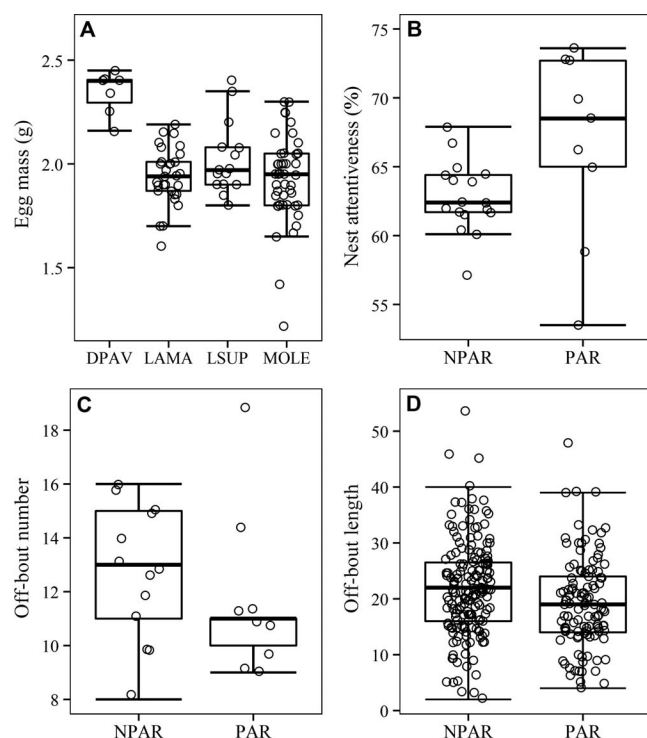 A
Egg mass (g)
2.5
2.0
1.5
DPAV LAMA LSUP MOLE
B
Nest attentiveness (%)
75
70
65
60
55
NPAR PAR
C
Off-bout number
18
16
14
12
10
8
NPAR PAR
D
Off-bout length
50
40
30
20
10
0
NPAR PAR